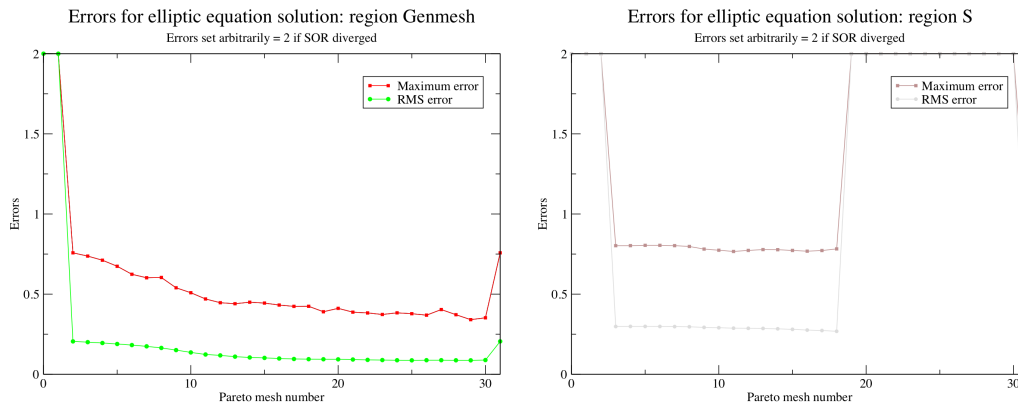 Errors for elliptic equation solution: region Genmesh
Errors set arbitrarily = 2 if SOR diverged
2
1.5
1
0.5
0
Errors
Maximum error
RMS error
0
10
20
30
Pareto mesh number
Errors for elliptic equation solution: region S
Errors set arbitrarily = 2 if SOR diverged
2
1.5
1
0.5
0
Errors
Maximum error
RMS error
0
10
20
30
Pareto mesh number